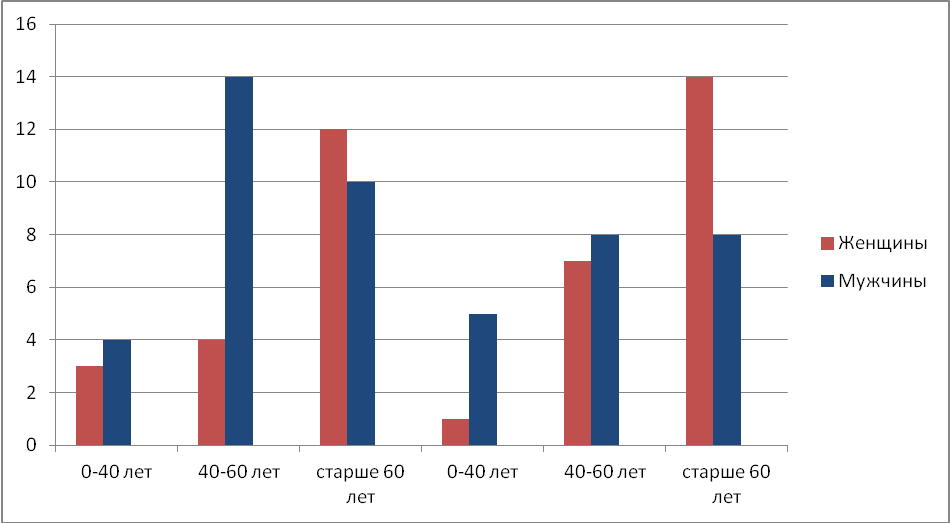 16
14
12
10
8
6
4
2
0
0-40 лет
40-60 лет
старше 60
лет
0-40 лет
40-60 лет
старше 60
лет
Женщины
Мужчины